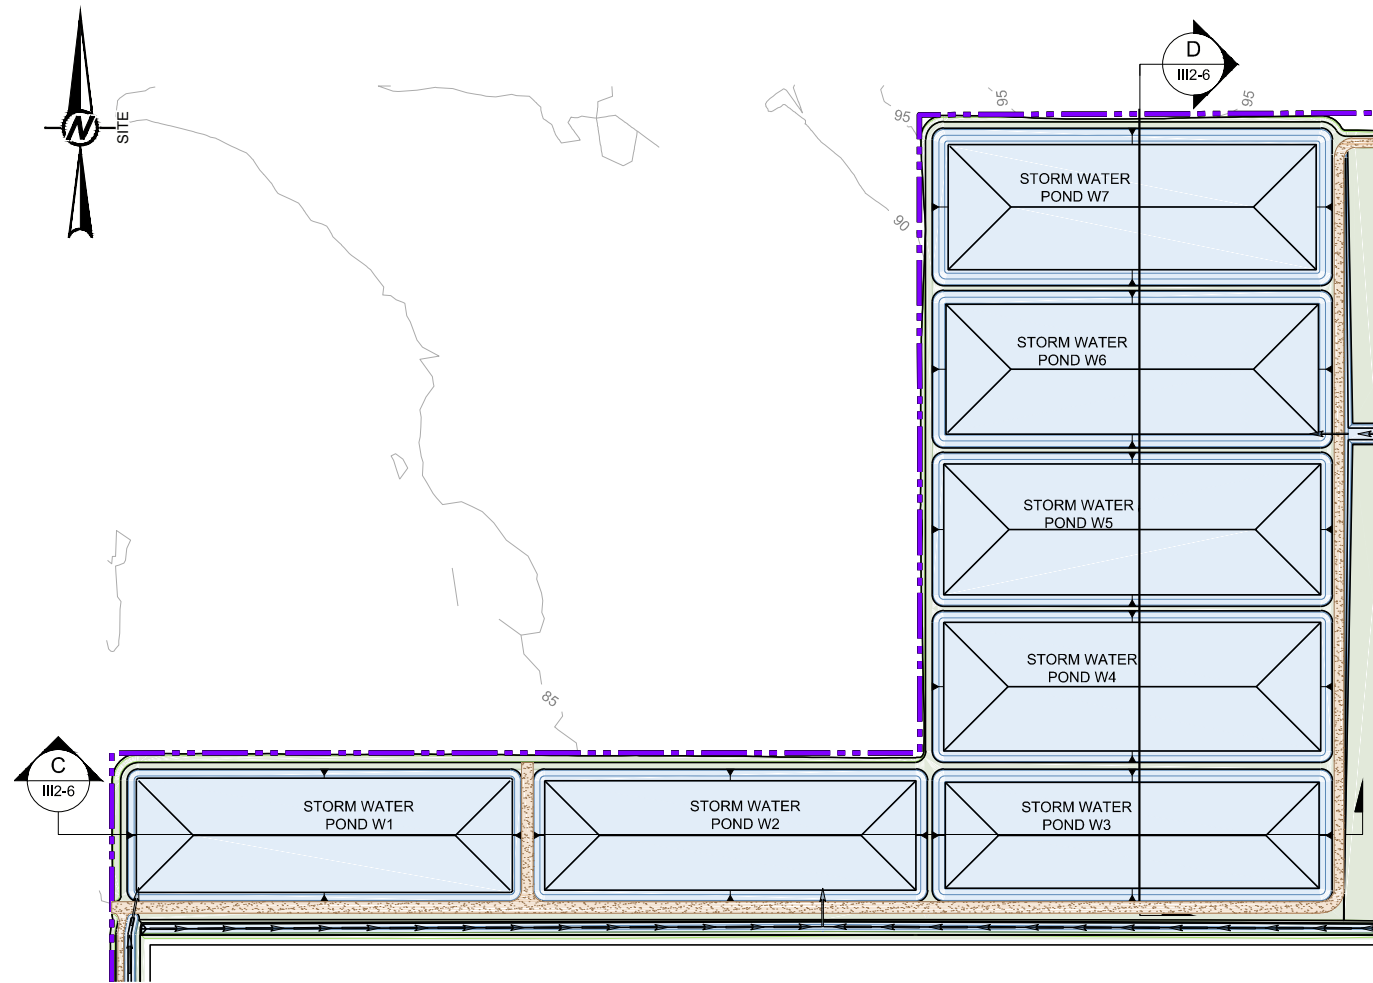 D
III2-6
N
SITE
95
95
95
90
STORM WATER
POND W7
STORM WATER
POND W6
STORM WATER
POND W5
STORM WATER
POND W4
85
C
III2-6
STORM WATER
POND W1
STORM WATER
POND W2
STORM WATER
POND W3